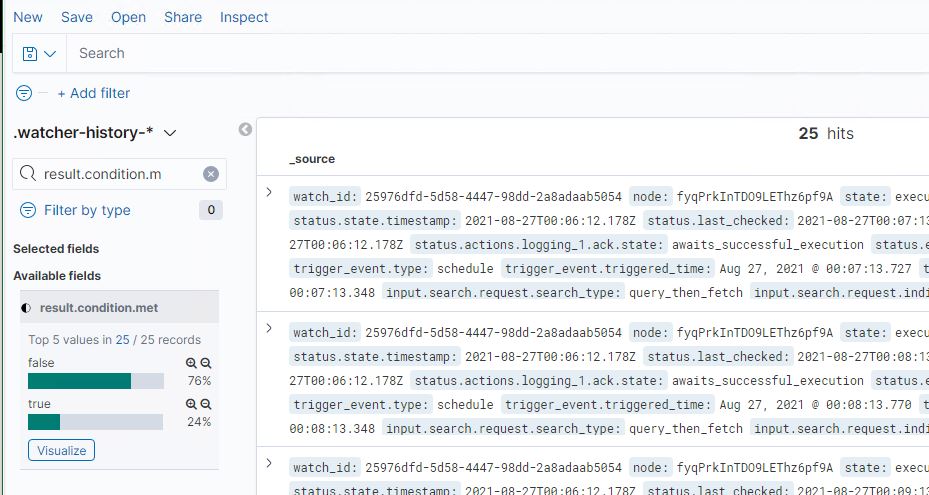 New Save Open Share Inspect
Search
+ Add filter
.watcher-history-*
25 hits
result.condition.m
Filter by type 0
Selected fields
Available fields
result.condition.met
Top 5 values in 25 / 25 records
false
76%
true
24%
Visualize
_source
watch_id: 25976dfd-5d58-4447-98dd-2a8adaab5054 node: fyqPrkInTDO9LEThz6pf9A state: execu
status.state.timestamp: 2021-08-27T00:06:12.178Z status.last_checked: 2021-08-27T00:07:13
27T00:06:12.178Z status.actions.logging_1.ack.state: awaits_successful_execution status.e
trigger_event.type: schedule trigger_event.triggered_time: Aug 27, 2021 @ 00:07:13.727 t
00:07:13.348 input.search.request.search_type: query_then_fetch input.search.request.indi
watch_id: 25976dfd-5d58-4447-98dd-2a8adaab5054 node: fyqPrkInTDO9LEThz6pf9A state: execu
status.state.timestamp: 2021-08-27T00:06:12.178Z status.last_checked: 2021-08-27T00:08:13
27T00:06:12.178Z status.actions.logging_1.ack.state: awaits_successful_execution status.e
trigger_event.type: schedule trigger_event.triggered_time: Aug 27, 2021 @ 00:08:13.770 t
00:08:13.348 input.search.request.search_type: query_then_fetch input.search.request.indi
watch_id: 25976dfd-5d58-4447-98dd-2a8adaab5054 node: fyqPrkInTDO9LEThz6pf9A state: execu
status.state.timestamp: 2021-08-27T00:06:12.178Z status.last_checked: 2021-08-27T00:09:13